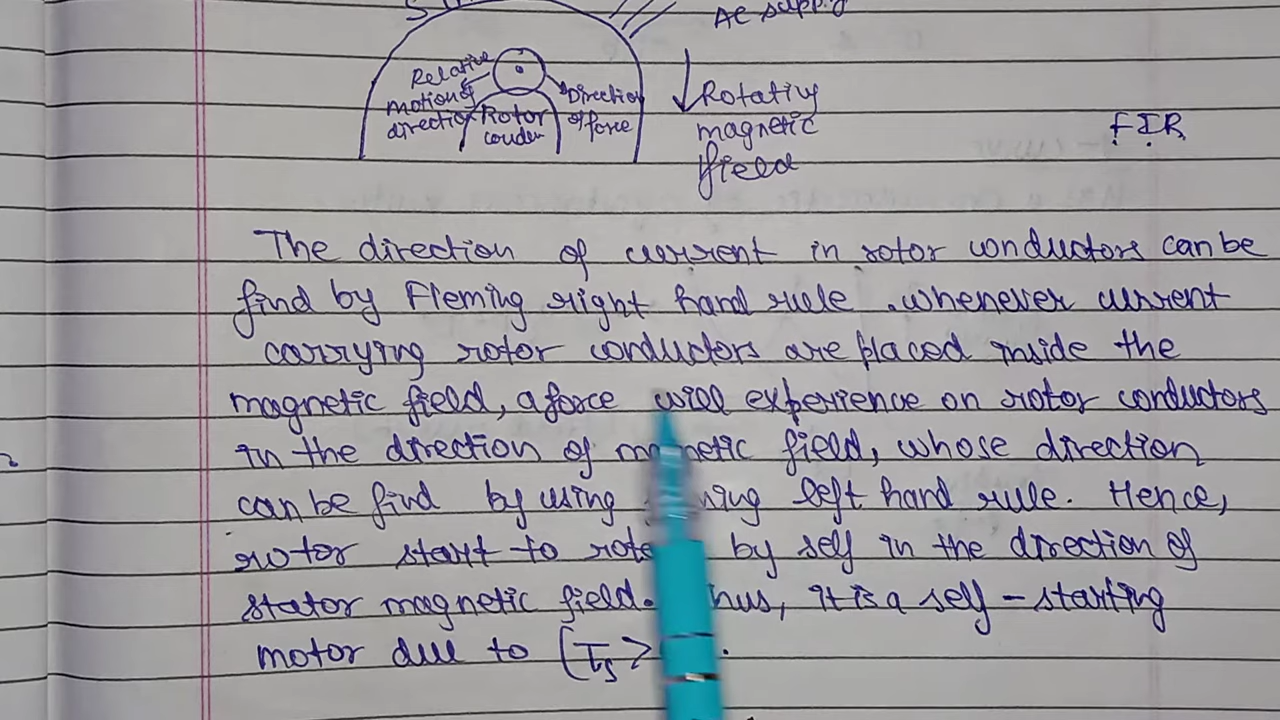 AC supply
Relative
motion of
direction
Rotor
conder
Direction
of force
Rotating
magnetic
field
FIR
The direction of current in rotor conductors can be
find by Fleming right hand rule . whenever current
carrying rotor conductors are placed inside the
magnetic field, a force will experience on rotor conductors
in the direction of magnetic field, whose direction
can be find by using left hand rule. Hence,
rotor start to by self in the direction of
stator magnetic field. it is a self - starting
motor due to (Ts >